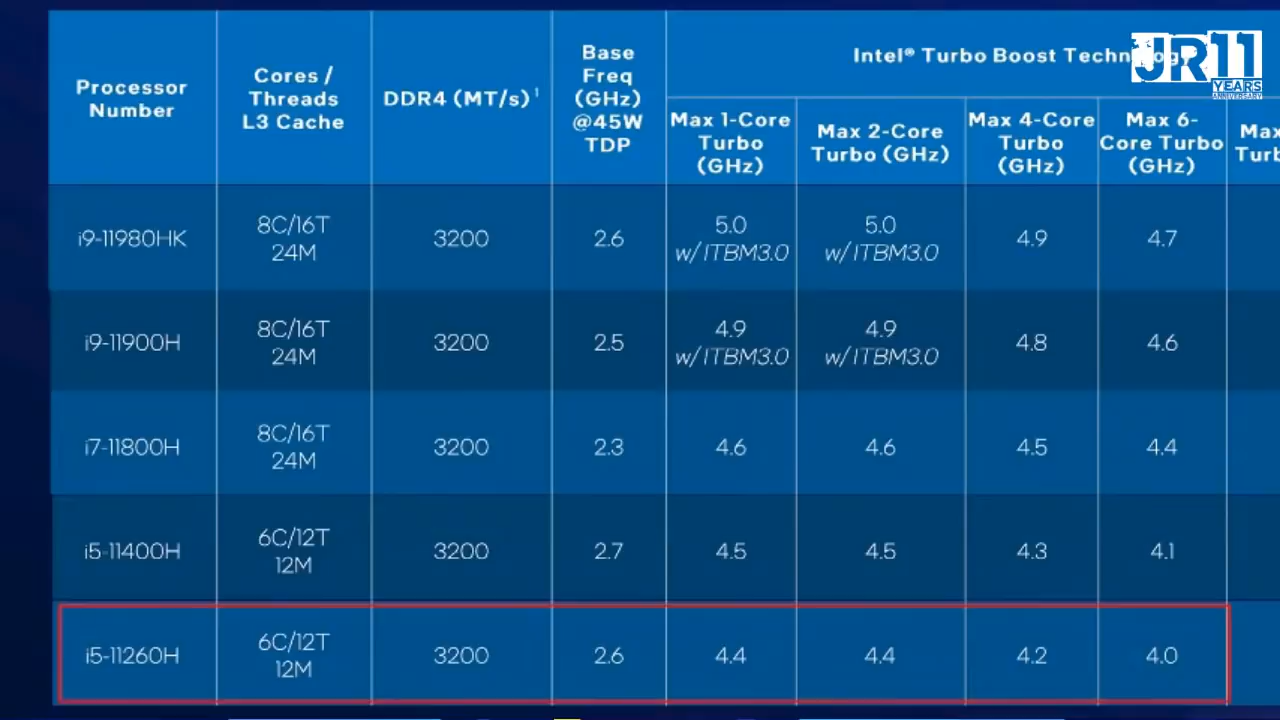 Processor
Number
Cores /
Threads
L3 Cache
DDR4 (MT/s)¹
Base
Freq
(GHz)
@45W
TDP
Intel® Turbo Boost
JR11
YEARS
ANNIVERSARY
Max 1-Core
Turbo
(GHz)
Max 2-Core
Turbo (GHz)
Max 4-Core
Turbo
(GHz)
Max 6-
Core Turbo
(GHz)
i9-11980HK
8C/16T
24M
3200
2.6
5.0
w/ITBM3.0
5.0
w/ITBM3.0
4.9
4.7
i9-11900H
8C/16T
24M
3200
2.5
4.9
w/ITBM3.0
4.9
w/ITBM3.0
4.8
4.6
i7-11800H
8C/16T
24M
3200
2.3
4.6
4.6
4.5
4.4
i5-11400H
6C/12T
12M
3200
2.7
4.5
4.5
4.3
4.1
i5-11260H
6C/12T
12M
3200
2.6
4.4
4.4
4.2
4.0